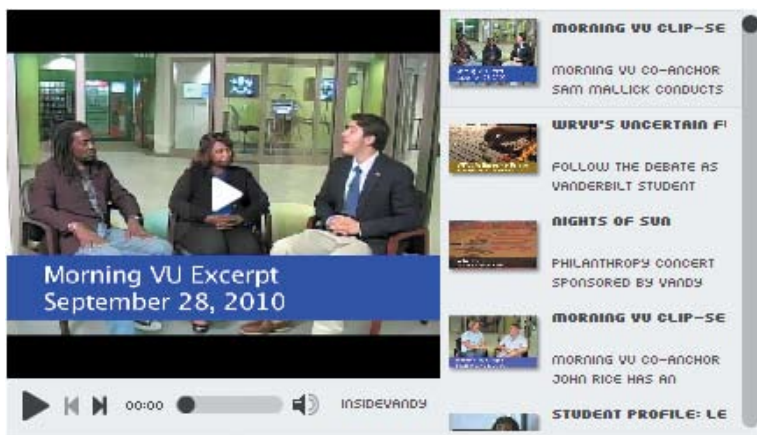 Morning VU Excerpt
September 28, 2010
00:00
INSIDEVANDY
MORNING VU CLIP-SE
MORNING VU CO-ANCHOR
SAM MALLICK CONDUCTS
WRVU'S UNCERTAIN
FOLLOW THE DEBATE AS
VANDERBILT STUDENT
NIGHTS OF SUN
PHILANTHROPY CONCERT
SPONSORED BY VANDY
MORNING VU CLIP-SE
MORNING VU CO-ANCHOR
JOHN RICE HAS AN
STUDENT PROFILE: LE